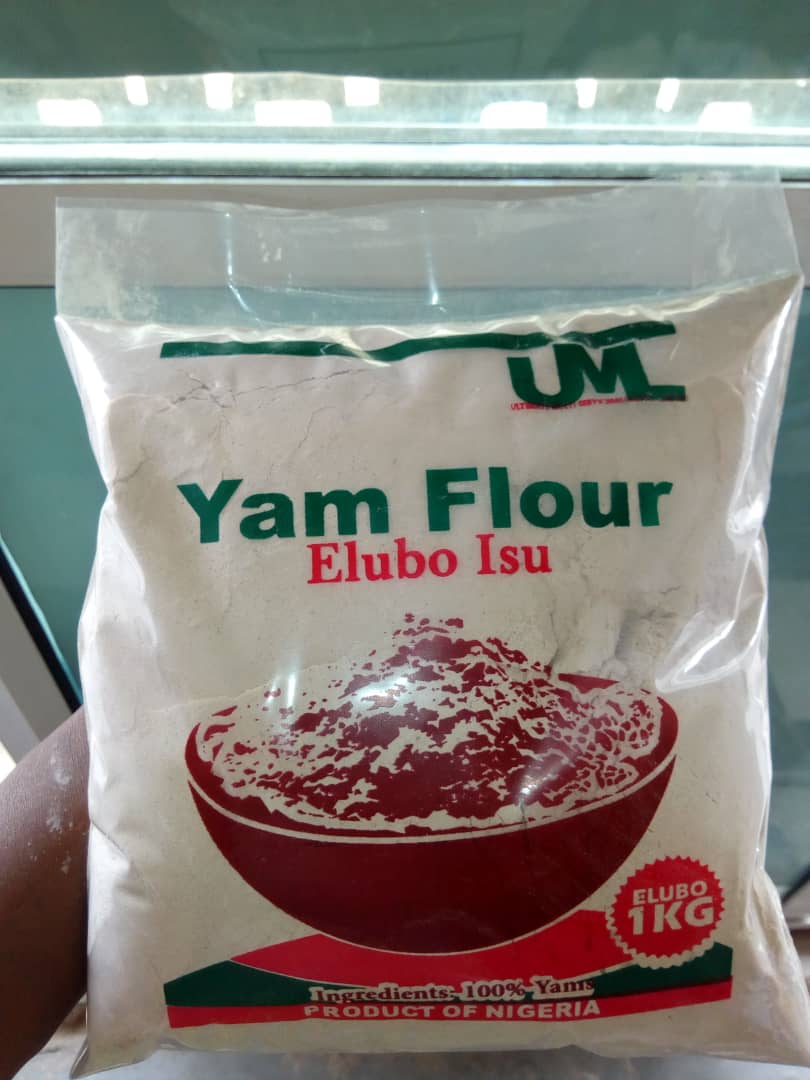 UML
Yam Flour
Elubo Isu
ELUBO
1KG
Ingredients: 100% Yams
PRODUCT OF NIGERIA